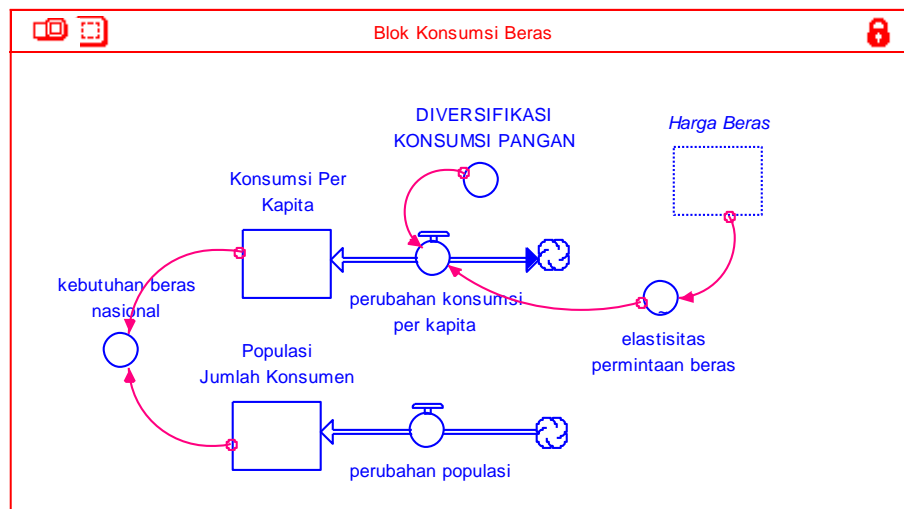 Blok Konsumsi Beras
DIVERSIFIKASI
KONSUMSI PANGAN
Harga Beras
Konsumsi Per
Kapita
kebutuhan beras
nasional
perubahan konsumsi
per kapita
elastisitas
permintaan beras
Populasi
Jumlah Konsumen
perubahan populasi